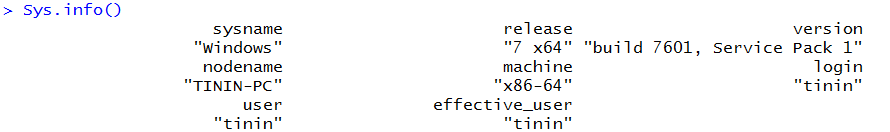 > Sys.info()
sysname release version
"Windows" "7 x64" "build 7601, Service Pack 1"
nodename machine login
"TININ-PC" "x86-64" "tinin"
user effective_user
"tinin" "tinin"